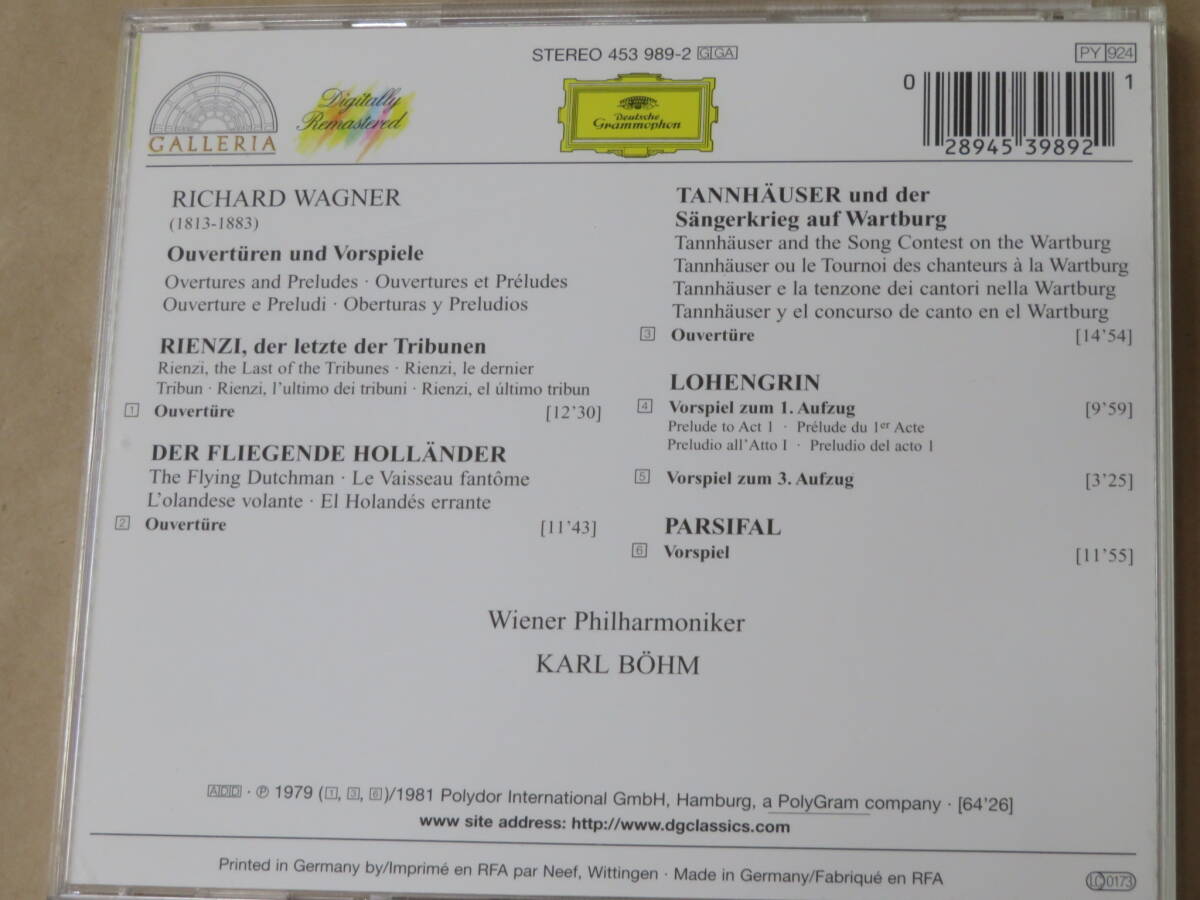 STEREO 453 989-2 GGA
PY 924
GALLERIA
Digitally
Remastered
Deutsche
Grammophon
0 28945 39892 1
RICHARD WAGNER
(1813-1883)
Ouvertüren und Vorspiele
Overtures and Preludes · Ouvertures et Préludes
Ouverture e Preludi · Oberturas y Preludios
RIENZI, der letzte der Tribunen
Rienzi, the Last of the Tribunes · Rienzi, le dernier
Tribun · Rienzi, l'ultimo dei tribuni · Rienzi, el último tribun
1 Ouvertüre [12'30]
DER FLIEGENDE HOLLÄNDER
The Flying Dutchman · Le Vaisseau fantôme
L'olandese volante · El Holandés errante
2 Ouvertüre [11'43]
TANNHÄUSER und der
Sängerkrieg auf Wartburg
Tannhäuser and the Song Contest on the Wartburg
Tannhäuser ou le Tournoi des chanteurs à la Wartburg
Tannhäuser e la tenzone dei cantori nella Wartburg
Tannhäuser y el concurso de canto en el Wartburg
3 Ouvertüre [14'54]
LOHENGRIN
4 Vorspiel zum 1. Aufzug [9'59]
Prelude to Act 1 · Prélude du 1er Acte
Preludio all'Atto I · Preludio del acto 1
5 Vorspiel zum 3. Aufzug [3'25]
PARSIFAL
6 Vorspiel [11'55]
Wiener Philharmoniker
KARL BÖHM
ADD · ℗ 1979 (1, 3, 6)/1981 Polydor International GmbH, Hamburg, a PolyGram company · [64'26]
www site address: http://www.dgclassics.com
Printed in Germany by/Imprimé en RFA par Neef, Wittingen · Made in Germany/Fabriqué en RFA
LC 0173